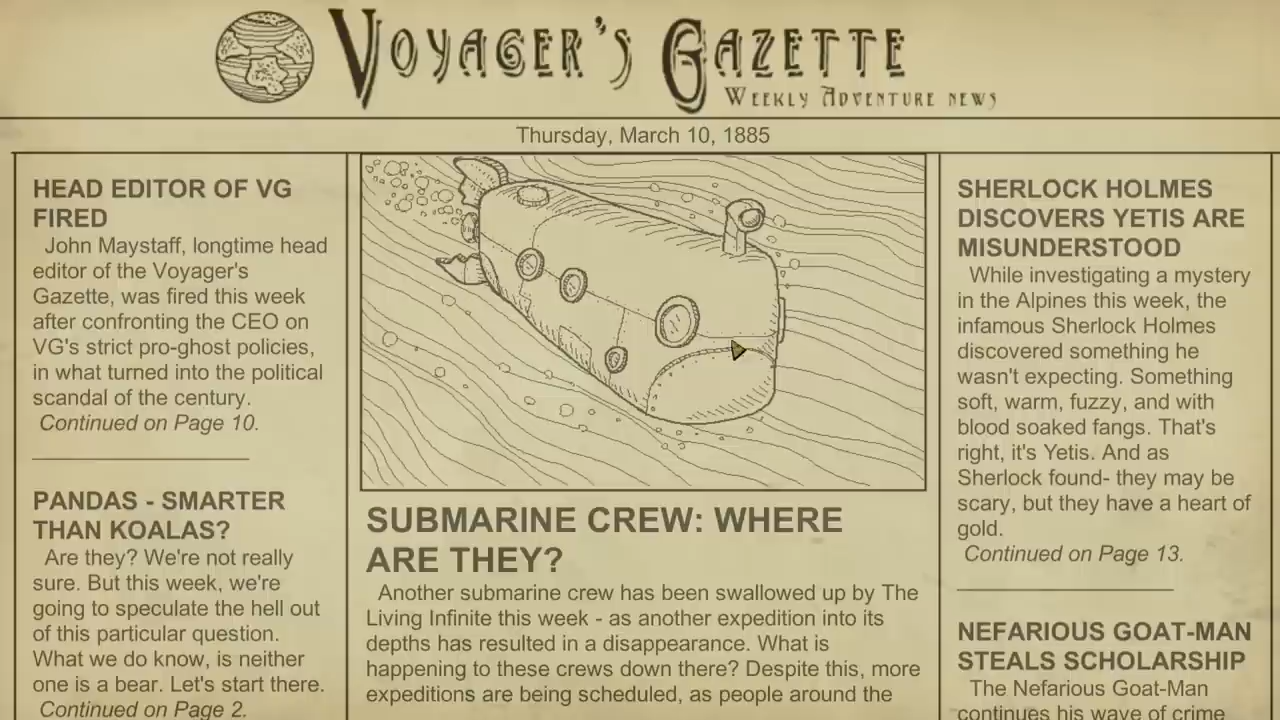 VOYAGER'S GAZETTE
WEEKLY ADVENTURE NEWS
Thursday, March 10, 1885
HEAD EDITOR OF VG
FIRED
John Maystaff, longtime head
editor of the Voyager's
Gazette, was fired this week
after confronting the CEO on
VG's strict pro-ghost policies,
in what turned into the political
scandal of the century.
Continued on Page 10.
PANDAS - SMARTER
THAN KOALAS?
Are they? We're not really
sure. But this week, we're
going to speculate the hell out
of this particular question.
What we do know, is neither
one is a bear. Let's start there.
Continued on Page 2.
SUBMARINE CREW: WHERE
ARE THEY?
Another submarine crew has been swallowed up by The
Living Infinite this week - as another expedition into its
depths has resulted in a disappearance. What is
happening to these crews down there? Despite this, more
expeditions are being scheduled, as people around the
SHERLOCK HOLMES
DISCOVERS YETIS ARE
MISUNDERSTOOD
While investigating a mystery
in the Alpines this week, the
infamous Sherlock Holmes
discovered something he
wasn't expecting. Something
soft, warm, fuzzy, and with
blood soaked fangs. That's
right, it's Yetis. And as
Sherlock found- they may be
scary, but they have a heart of
gold.
Continued on Page 13.
NEFARIOUS GOAT-MAN
STEALS SCHOLARSHIP
The Nefarious Goat-Man
continues his wave of crime